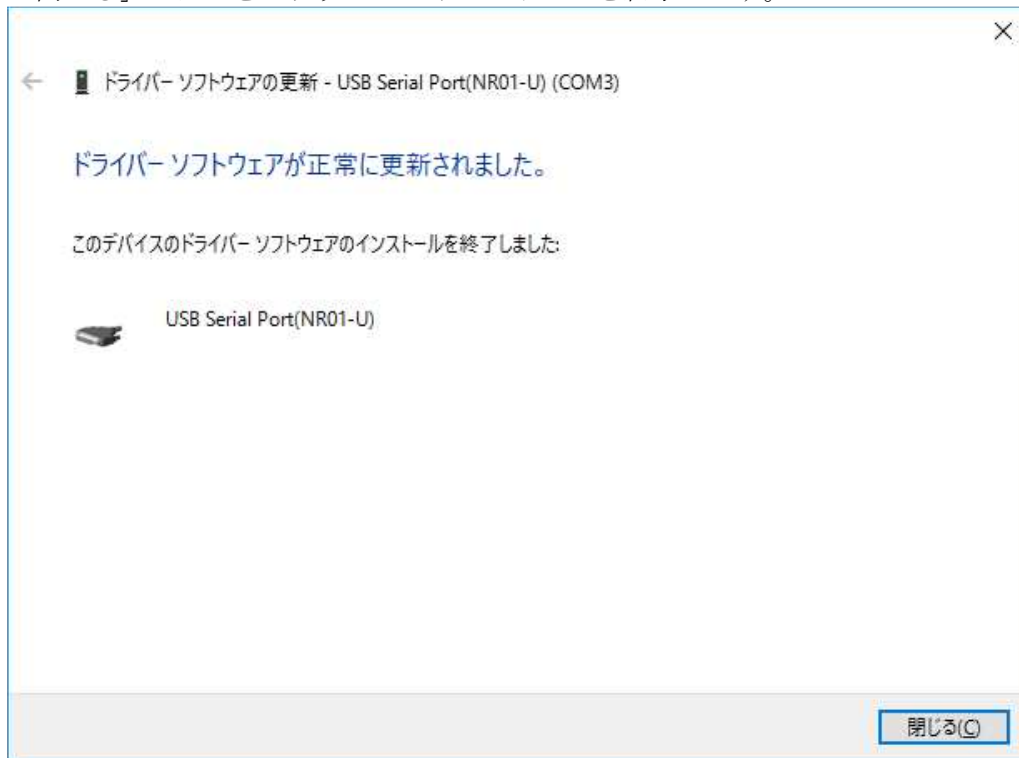 ドライバー ソフトウェアの更新 - USB Serial Port(NR01-U) (COM3)
ドライバー ソフトウェアが正常に更新されました。
このデバイスのドライバー ソフトウェアのインストールを終了しました:
USB Serial Port(NR01-U)
閉じる(C)